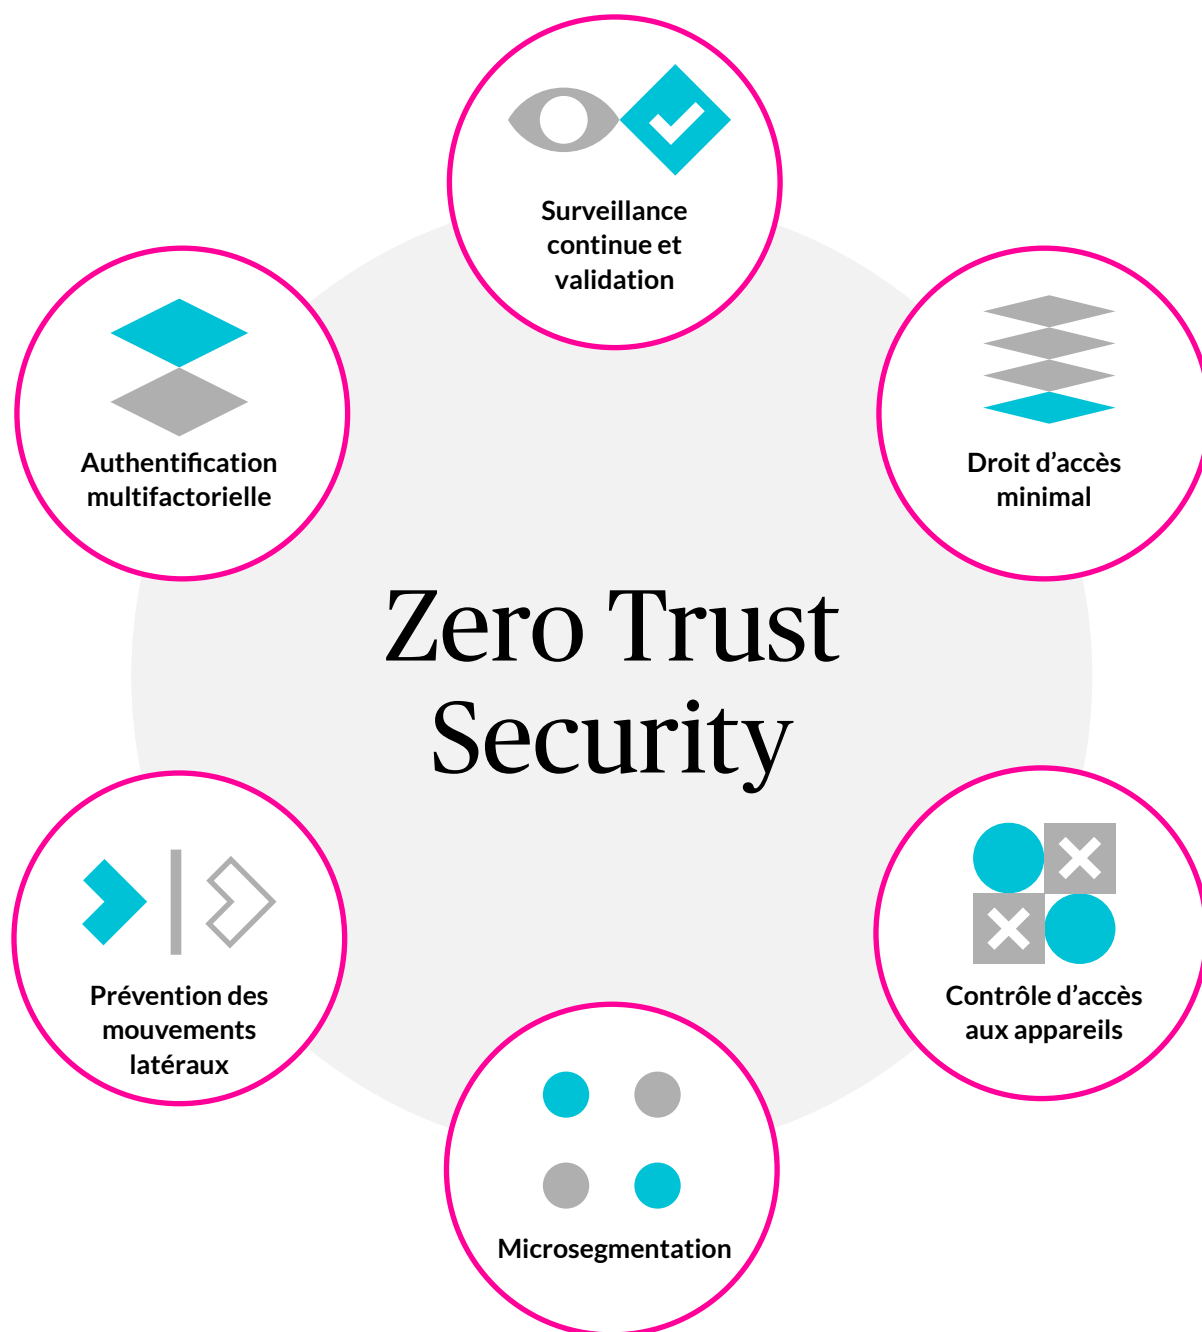 Surveillance
continue et
validation
Authentification
multifactorielle
Droit d’accès
minimal
Zero Trust
Security
Prévention des
mouvements
latéraux
Contrôle d’accès
aux appareils
Microsegmentation